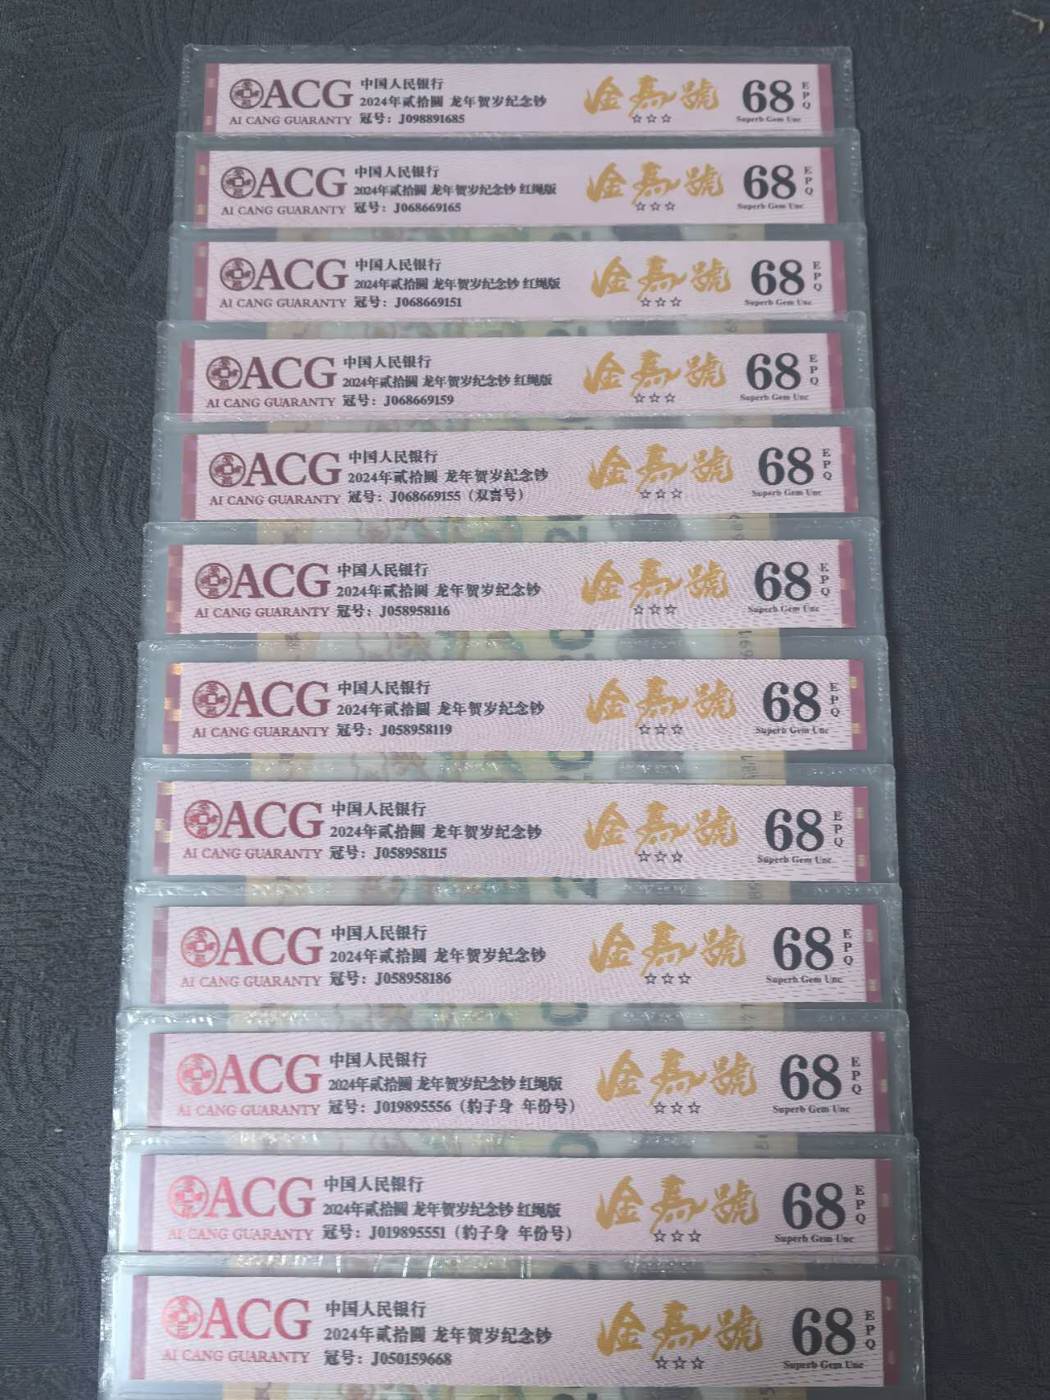 ACG
AI CANG GUARANTY
中国人民银行
2024年贰拾圆 龙年贺岁纪念钞
冠号：J098891685
金馬號
☆☆☆
68
EPQ
Superb Gem Unc
ACG
AI CANG GUARANTY
中国人民银行
2024年贰拾圆 龙年贺岁纪念钞 红绳版
冠号：J068669165
金馬號
☆☆☆
68
EPQ
Superb Gem Unc
ACG
AI CANG GUARANTY
中国人民银行
2024年贰拾圆 龙年贺岁纪念钞 红绳版
冠号：J068669151
金馬號
☆☆☆
68
EPQ
Superb Gem Unc
ACG
AI CANG GUARANTY
中国人民银行
2024年贰拾圆 龙年贺岁纪念钞 红绳版
冠号：J068669159
金馬號
☆☆☆
68
EPQ
Superb Gem Unc
ACG
AI CANG GUARANTY
中国人民银行
2024年贰拾圆 龙年贺岁纪念钞
冠号：J068669155（双喜号）
金馬號
☆☆☆
68
EPQ
Superb Gem Unc
ACG
AI CANG GUARANTY
中国人民银行
2024年贰拾圆 龙年贺岁纪念钞
冠号：J058958116
金馬號
☆☆☆
68
EPQ
Superb Gem Unc
ACG
AI CANG GUARANTY
中国人民银行
2024年贰拾圆 龙年贺岁纪念钞
冠号：J058958119
金馬號
☆☆☆
68
EPQ
Superb Gem Unc
ACG
AI CANG GUARANTY
中国人民银行
2024年贰拾圆 龙年贺岁纪念钞
冠号：J058958115
金馬號
☆☆☆
68
EPQ
Superb Gem Unc
ACG
AI CANG GUARANTY
中国人民银行
2024年贰拾圆 龙年贺岁纪念钞
冠号：J058958186
金馬號
☆☆☆
68
EPQ
Superb Gem Unc
ACG
AI CANG GUARANTY
中国人民银行
2024年贰拾圆 龙年贺岁纪念钞 红绳版
冠号：J019895556（豹子身 年份号）
金馬號
☆☆☆
68
EPQ
Superb Gem Unc
ACG
AI CANG GUARANTY
中国人民银行
2024年贰拾圆 龙年贺岁纪念钞 红绳版
冠号：J019895551（豹子身 年份号）
金馬號
☆☆☆
68
EPQ
Superb Gem Unc
ACG
AI CANG GUARANTY
中国人民银行
2024年贰拾圆 龙年贺岁纪念钞
冠号：J050159668
金馬號
☆☆☆
68
EPQ
Superb Gem Unc